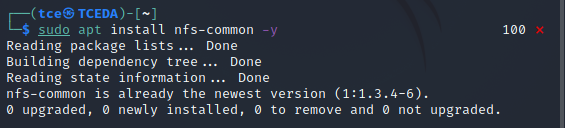 ┌──(tce㉿TCEDA)-[~]
└─$ sudo apt install nfs-common -y 100 ⨯
Reading package lists... Done
Building dependency tree... Done
Reading state information... Done
nfs-common is already the newest version (1:1.3.4-6).
0 upgraded, 0 newly installed, 0 to remove and 0 not upgraded.